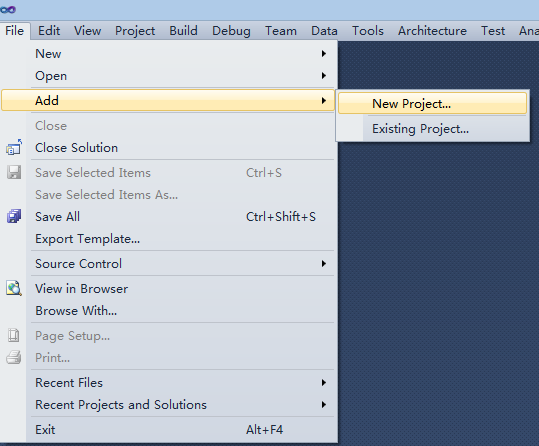 File Edit View Project Build Debug Team Data Tools Architecture Test Ana
New
Open
Add
New Project...
Existing Project...
Close
Close Solution
Save Selected Items Ctrl+S
Save Selected Items As...
Save All Ctrl+Shift+S
Export Template...
Source Control
View in Browser
Browse With...
Page Setup...
Print...
Recent Files
Recent Projects and Solutions
Exit Alt+F4